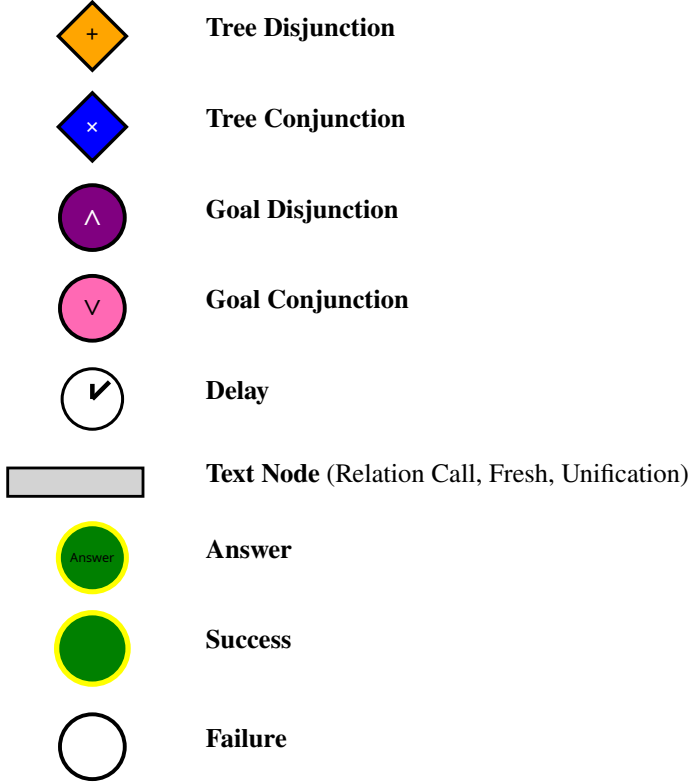 + Tree Disjunction
× Tree Conjunction
∧ Goal Disjunction
∨ Goal Conjunction
Delay
Text Node (Relation Call, Fresh, Unification)
Answer Answer
Success
Failure